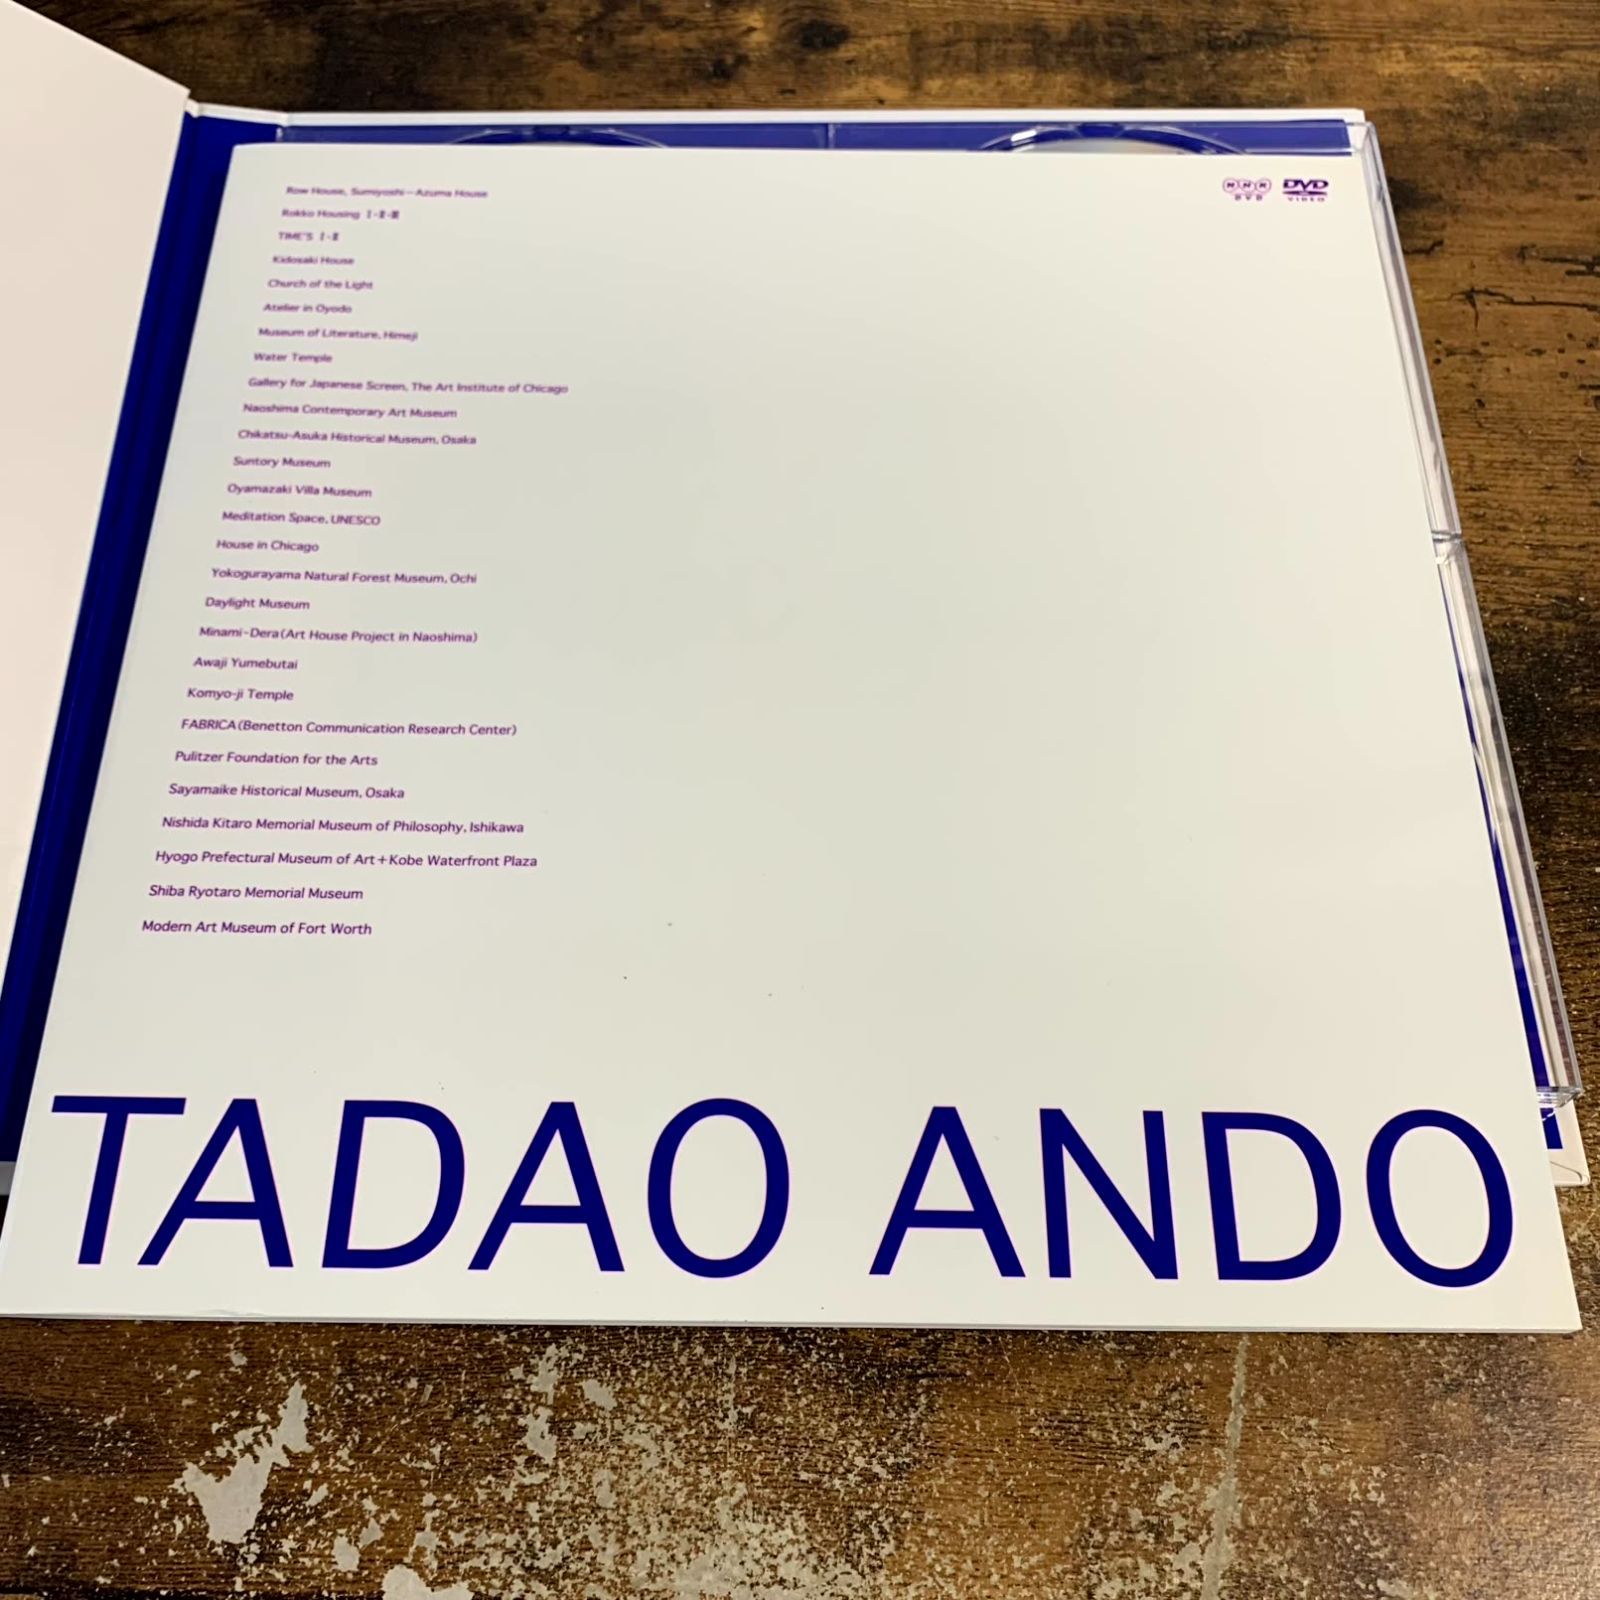 Row House, Sumiyoshi－Azuma House
NHK DVD
DVD VIDEO
Rokko Housing Ⅰ·Ⅱ·Ⅲ
TIME'S Ⅰ·Ⅱ
Kidosaki House
Church of the Light
Atelier in Oyodo
Museum of Literature, Himeji
Water Temple
Gallery for Japanese Screen, The Art Institute of Chicago
Naoshima Contemporary Art Museum
Chikatsu-Asuka Historical Museum, Osaka
Suntory Museum
Oyamazaki Villa Museum
Meditation Space, UNESCO
House in Chicago
Yokogurayama Natural Forest Museum, Ochi
Daylight Museum
Minami-Dera(Art House Project in Naoshima)
Awaji Yumebutai
Komyo-ji Temple
FABRICA(Benetton Communication Research Center)
Pulitzer Foundation for the Arts
Sayamaike Historical Museum, Osaka
Nishida Kitaro Memorial Museum of Philosophy, Ishikawa
Hyogo Prefectural Museum of Art+Kobe Waterfront Plaza
Shiba Ryotaro Memorial Museum
Modern Art Museum of Fort Worth
TADAO ANDO